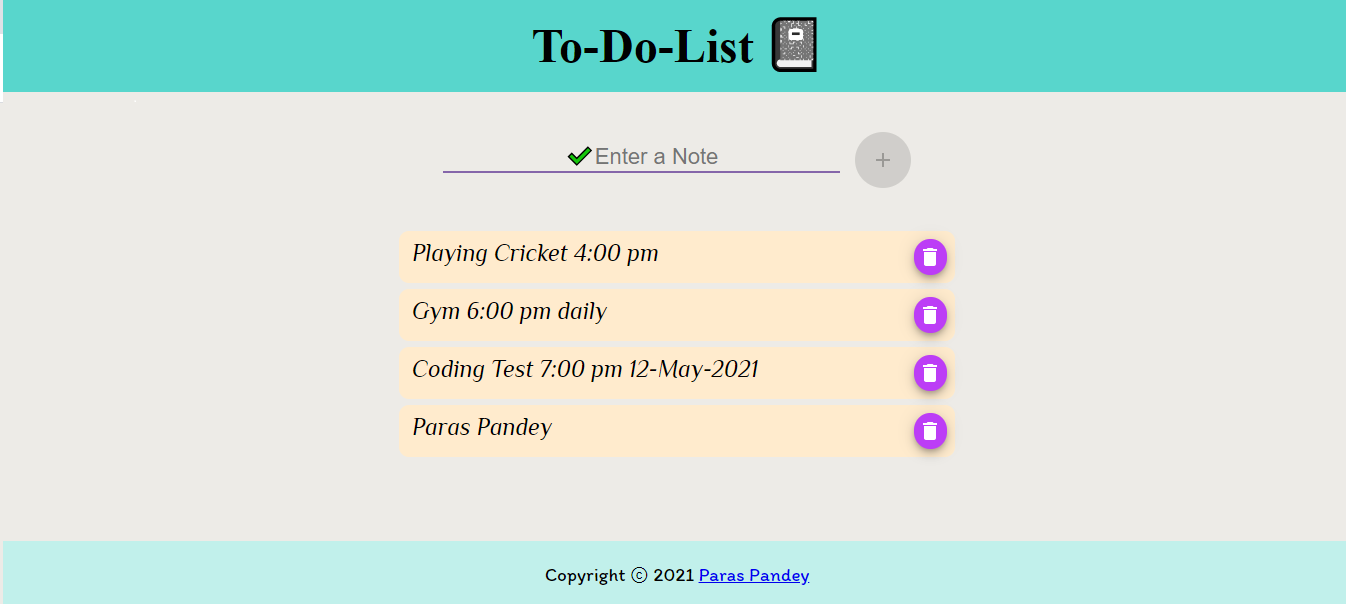 To-Do-List
✔Enter a Note
+
Playing Cricket 4:00 pm
Gym 6:00 pm daily
Coding Test 7:00 pm 12-May-2021
Paras Pandey
Copyright © 2021 Paras Pandey